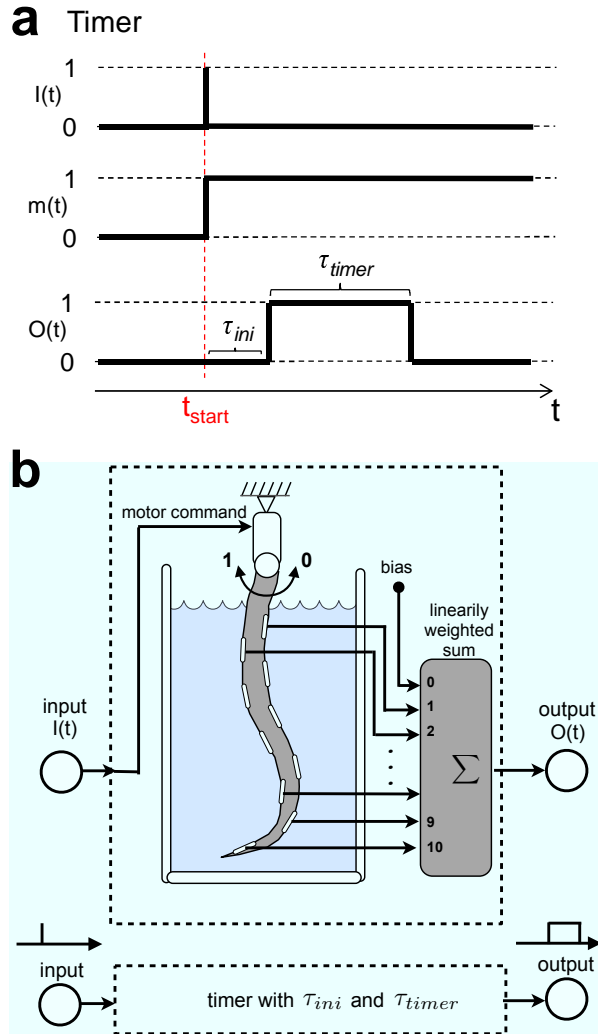 a Timer
1
I(t)
0
1
m(t)
0
τtimer
1
τini
O(t)
0
tstart
t
b
motor command
1 0
bias
linearily
weighted
sum
0
1
2
input
I(t)
output
O(t)
Σ
9
10
input
output
timer with τini and τtimer